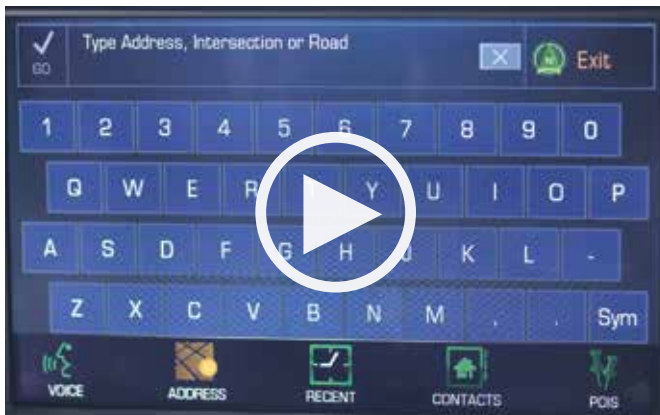 GO
Type Address, Intersection or Road
X
Exit
1 2 3 4 5 6 7 8 9 0
Q W E R T Y U I O P
A S D F G H J K L -
Z X C V B N M , . Sym
VOICE ADDRESS RECENT CONTACTS POIS